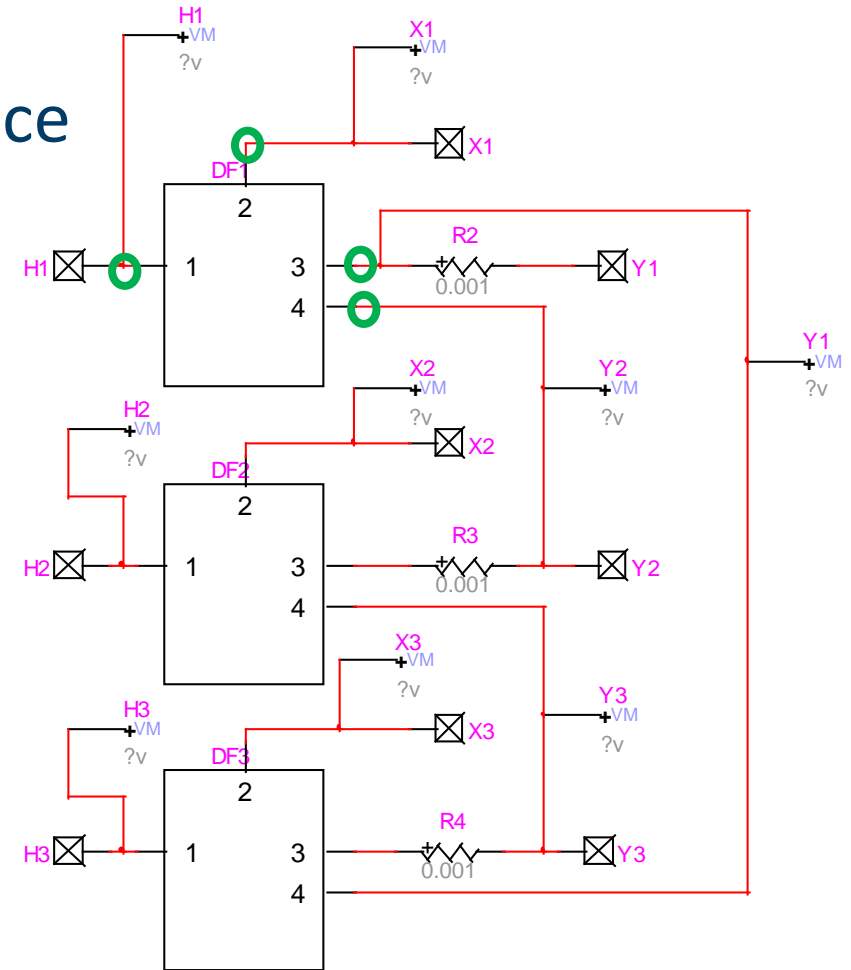 ce
H1
VM
?v
X1
VM
?v
X1
DF1
2
H1
1
3
R2
0.001
Y1
4
Y1
VM
?v
X2
VM
?v
Y2
VM
?v
H2
VM
?v
X2
DF2
2
H2
1
3
R3
0.001
Y2
4
X3
VM
?v
Y3
VM
?v
H3
VM
?v
X3
DF3
2
H3
1
3
R4
0.001
Y3
4